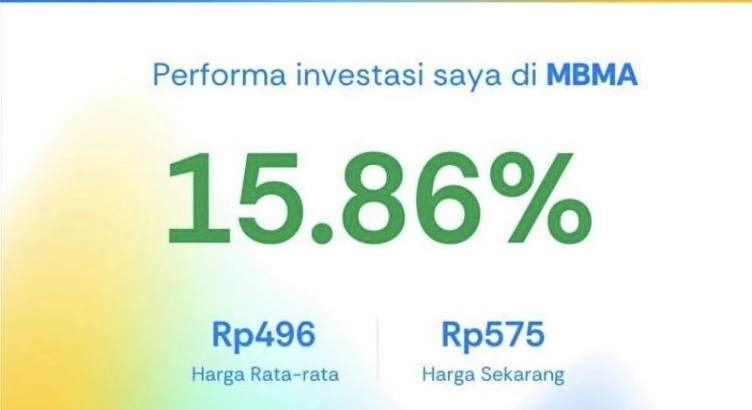 Performa investasi saya di MBMA
15.86%
Rp496
Harga Rata-rata
Rp575
Harga Sekarang